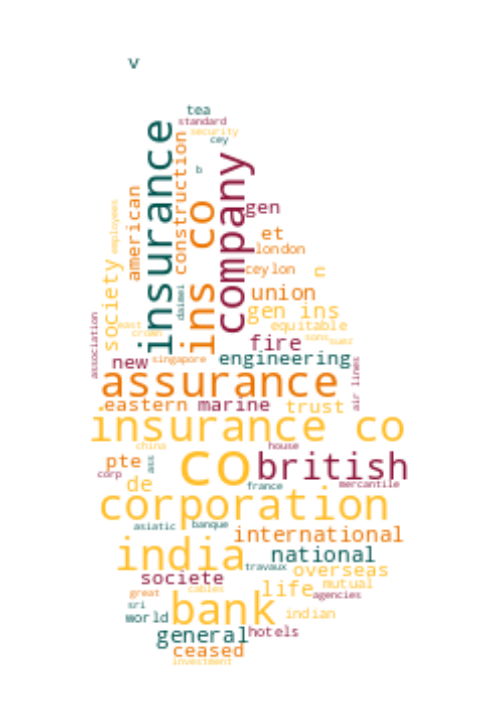 v
tea
standard
security
cey
b
insurance
construction
company
ins co
american
employees
gen
et
london
ceylon
c
society
daimei
union
gen ins
equitable
east
crown
sons
suez
association
fire
new
singapore
engineering
air lines
assurance
eastern marine
trust
insurance co
china
house
pte
ass
co
british
corp
de
france
mercantile
corporation
asiatic
banque
international
india
national
travaux
overseas
societe
life
mutual
great
cables
agencies
sri
bank
world
indian
general
hotels
ceased
investment